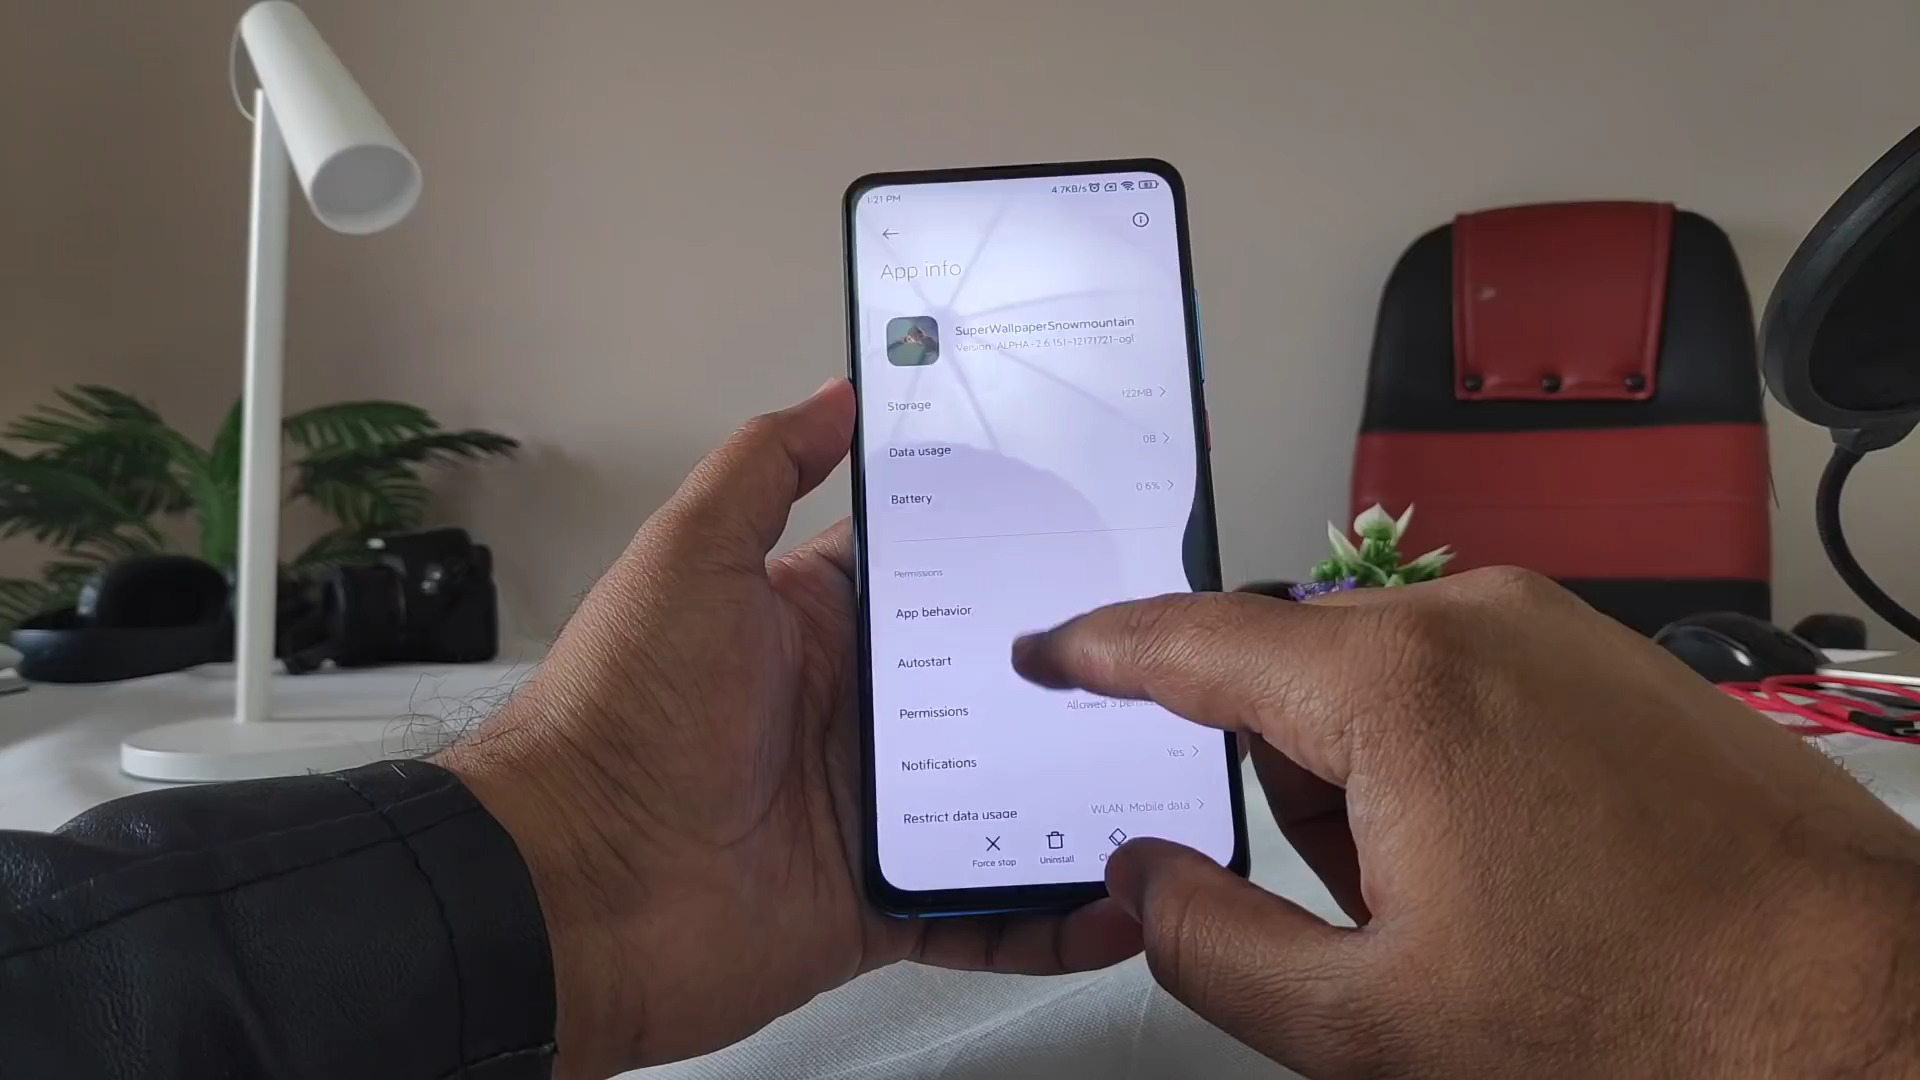 1:21 PM 4.7KB/s
App info
SuperWallpaperSnowmountain
Version: ALPHA-2.6.151-12171721-ogl
Storage 122MB
Data usage 0B
Battery 0.6%
Permissions
App behavior
Autostart
Permissions Allowed 3
Notifications Yes
Restrict data usage WLAN, Mobile data
Force stop Uninstall